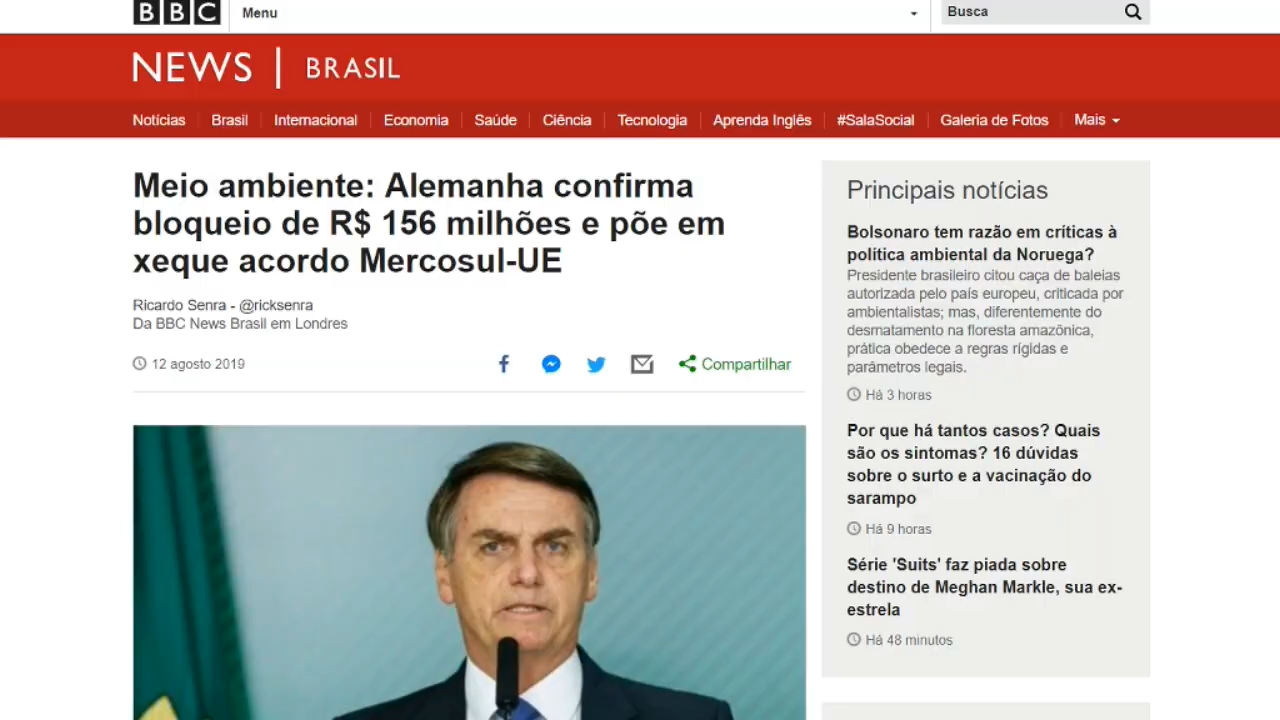 BBC
Menu
Busca
NEWS | BRASIL
Notícias
Brasil
Internacional
Economia
Saúde
Ciência
Tecnologia
Aprenda Inglês
#SalaSocial
Galeria de Fotos
Mais
Meio ambiente: Alemanha confirma
bloqueio de R$ 156 milhões e põe em
xeque acordo Mercosul-UE
Ricardo Senra - @ricksenra
Da BBC News Brasil em Londres
12 agosto 2019
Compartilhar
Principais notícias
Bolsonaro tem razão em críticas à
política ambiental da Noruega?
Presidente brasileiro citou caça de baleias
autorizada pelo país europeu, criticada por
ambientalistas; mas, diferentemente do
desmatamento na floresta amazônica,
prática obedece a regras rígidas e
parâmetros legais.
Há 3 horas
Por que há tantos casos? Quais
são os sintomas? 16 dúvidas
sobre o surto e a vacinação do
sarampo
Há 9 horas
Série 'Suits' faz piada sobre
destino de Meghan Markle, sua ex-
estrela
Há 48 minutos